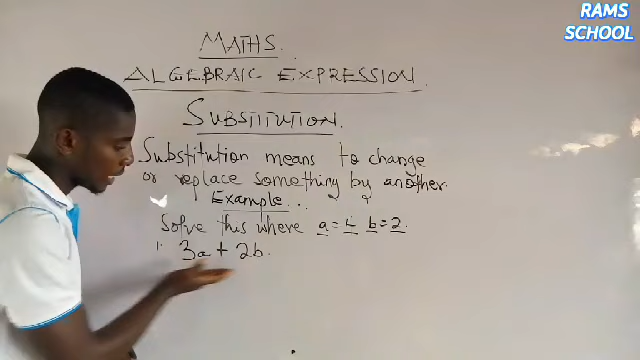 RAMS
SCHOOL
MATHS.
ALGEBRAIC EXPRESSION
SUBSTITUTION.
Substitution means to change
or replace something by another.
Example...
Solve this where a = 4 b = 2.
3a + 2b.